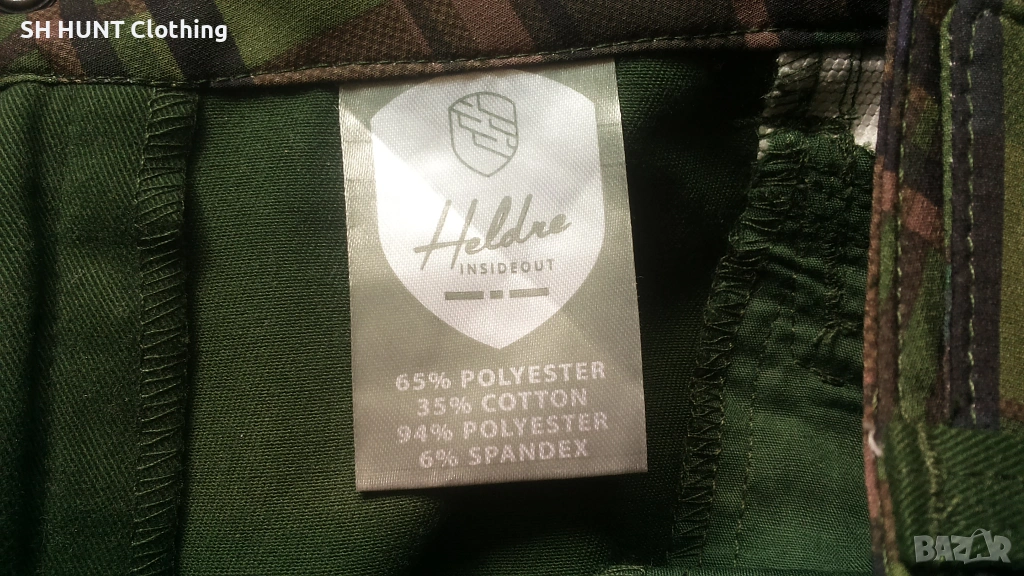 SH HUNT Clothing
Heldre
INSIDEOUT
65% POLYESTER
35% COTTON
94% POLYESTER
6% SPANDEX
BAZAR